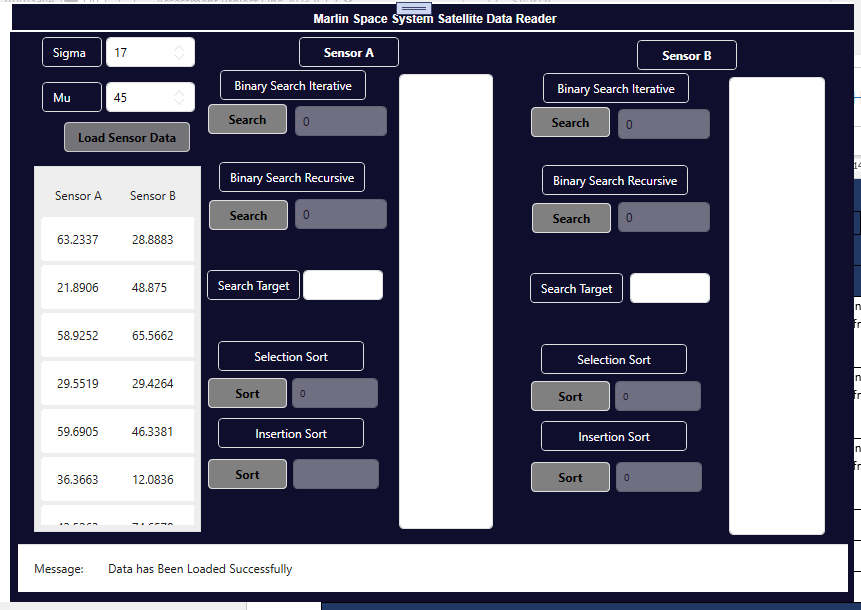 Marlin Space System Satellite Data Reader
Sigma 17
Mu 45
Load Sensor Data
Sensor A Sensor B
63.2337 28.8883
21.8906 48.875
58.9252 65.5662
29.5519 29.4264
59.6905 46.3381
36.3663 12.0836
Sensor A
Binary Search Iterative
Search 0
Binary Search Recursive
Search 0
Search Target
Selection Sort
Sort 0
Insertion Sort
Sort
Sensor B
Binary Search Iterative
Search 0
Binary Search Recursive
Search 0
Search Target
Selection Sort
Sort 0
Insertion Sort
Sort 0
Message: Data has Been Loaded Successfully